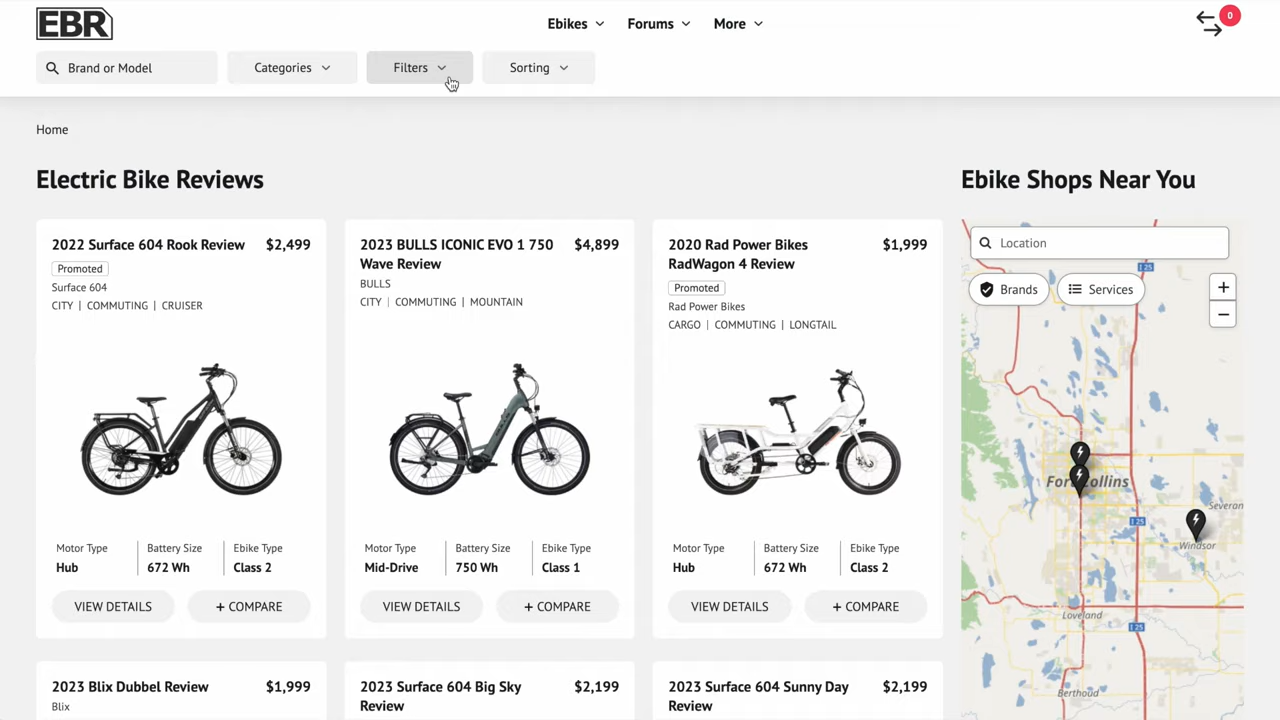 EBR
Ebikes
Forums
More
0
Brand or Model
Categories
Filters
Sorting
Home
Electric Bike Reviews
Ebike Shops Near You
2022 Surface 604 Rook Review
$2,499
Promoted
Surface 604
CITY | COMMUTING | CRUISER
Motor Type
Battery Size
Ebike Type
Hub
672 Wh
Class 2
VIEW DETAILS
+ COMPARE
2023 BULLS ICONIC EVO 1 750
Wave Review
$4,899
BULLS
CITY | COMMUTING | MOUNTAIN
Motor Type
Battery Size
Ebike Type
Mid-Drive
750 Wh
Class 1
VIEW DETAILS
+ COMPARE
2020 Rad Power Bikes
RadWagon 4 Review
$1,999
Promoted
Rad Power Bikes
CARGO | COMMUTING | LONGTAIL
Motor Type
Battery Size
Ebike Type
Hub
672 Wh
Class 2
VIEW DETAILS
+ COMPARE
2023 Blix Dubbel Review
$1,999
Blix
2023 Surface 604 Big Sky
Review
$2,199
2023 Surface 604 Sunny Day
Review
$2,199
Location
I 25
Brands
Services
+
−
Fort Collins
Severan
I 25
Windsor
Loveland
I 25
Berthoud